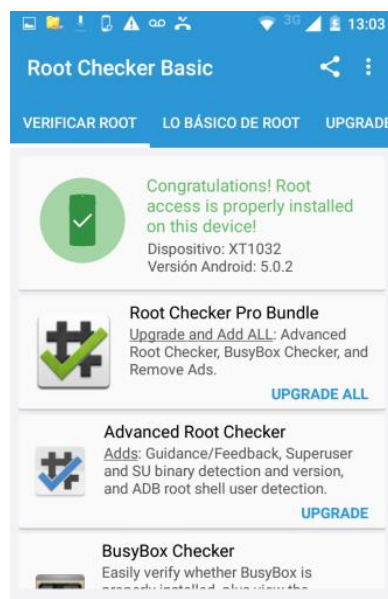 3G 13:03
Root Checker Basic
VERIFICAR ROOT LO BÁSICO DE ROOT UPGRADE
Congratulations! Root
access is properly installed
on this device!
Dispositivo: XT1032
Versión Android: 5.0.2
Root Checker Pro Bundle
Upgrade and Add ALL: Advanced
Root Checker, BusyBox Checker, and
Remove Ads.
UPGRADE ALL
Advanced Root Checker
Adds: Guidance/Feedback, Superuser
and SU binary detection and version,
and ADB root shell user detection.
UPGRADE
BusyBox Checker
Easily verify whether BusyBox is